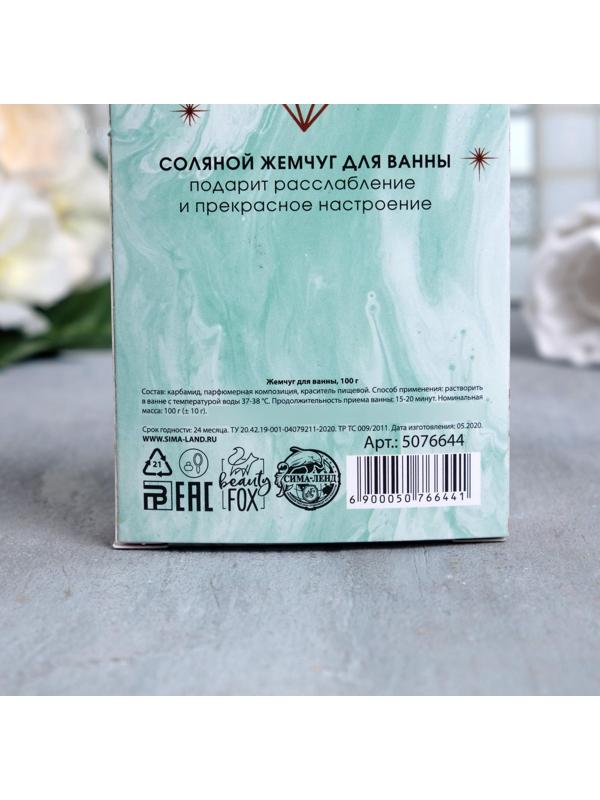 СОЛЯНОЙ ЖЕМЧУГ ДЛЯ ВАННЫ
подарит расслабление
и прекрасное настроение
Жемчуг для ванны, 100 г
Состав: карбамид, парфюмерная композиция, краситель пищевой. Способ применения: растворить
в ванне с температурой воды 37-38 °С. Продолжительность приема ванны: 15-20 минут. Номинальная
масса: 100 г (± 10 г).
Срок годности: 24 месяца. ТУ 20.42.19-001-04079211-2020. ТР ТС 009/2011. Дата изготовления: 05.2020.
WWW.SIMA-LAND.RU
Арт.: 5076644
21
EAC
beauty
FOX
СИМА-ЛЕНД
6 900050 766441